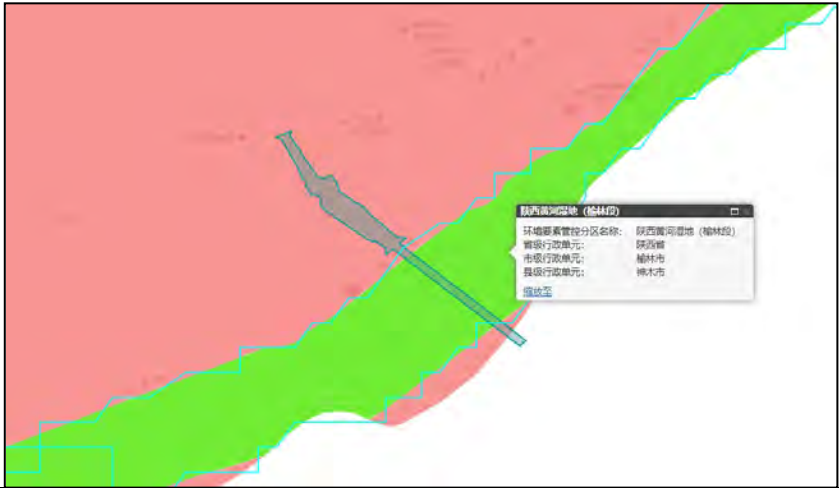 陕西黄河湿地（榆林段）
环境要素管控分区名称： 陕西黄河湿地（榆林段）
省级行政单元： 陕西省
市级行政单元： 榆林市
县级行政单元： 神木市
缩放至